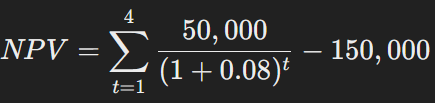 NPV = \sum_{t=1}^{4} \frac{50,000}{(1 + 0.08)^t} - 150,000